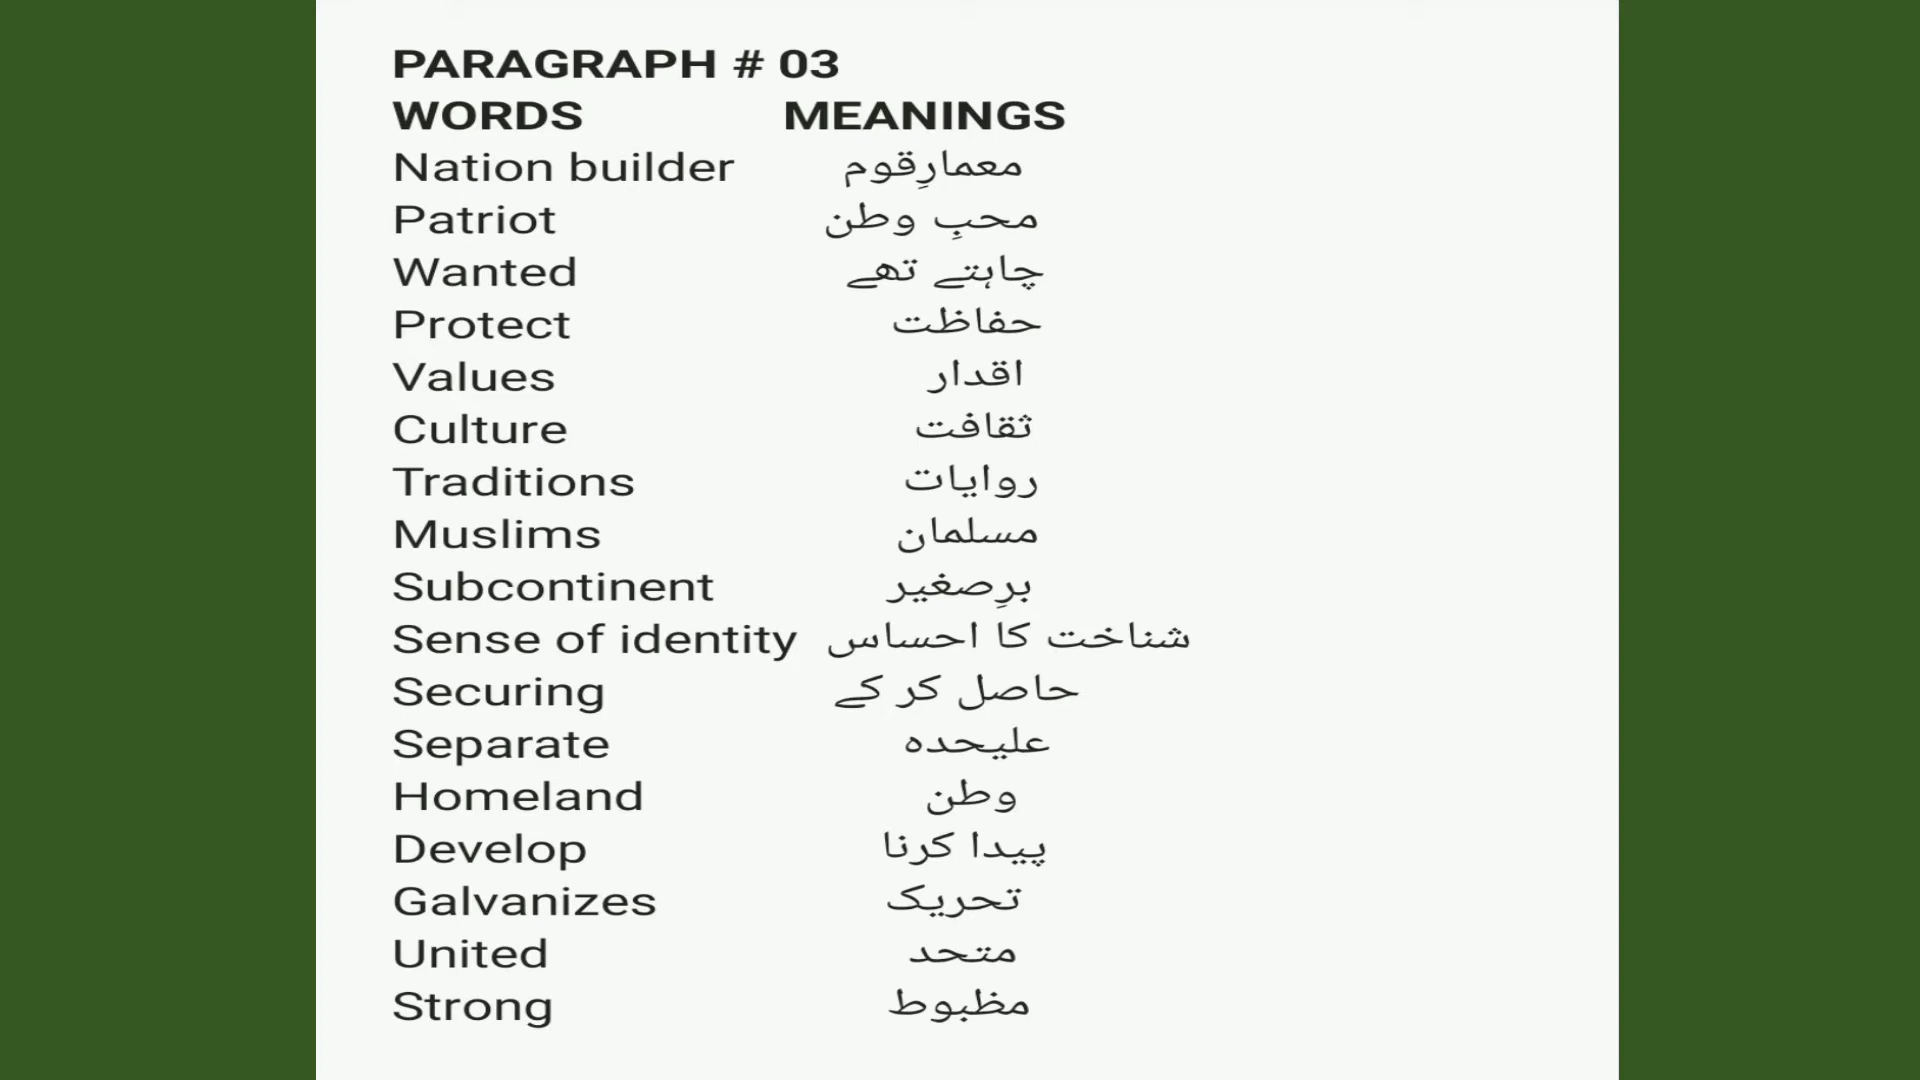 PARAGRAPH # 03
WORDS MEANINGS
Nation builder معمارِقوم
Patriot محبِ وطن
Wanted چاہتے تھے
Protect حفاظت
Values اقدار
Culture ثقافت
Traditions روایات
Muslims مسلمان
Subcontinent برِصغیر
Sense of identity شناخت کا احساس
Securing حاصل کر کے
Separate علیحدہ
Homeland وطن
Develop پیدا کرنا
Galvanizes تحریک
United متحد
Strong مظبوط